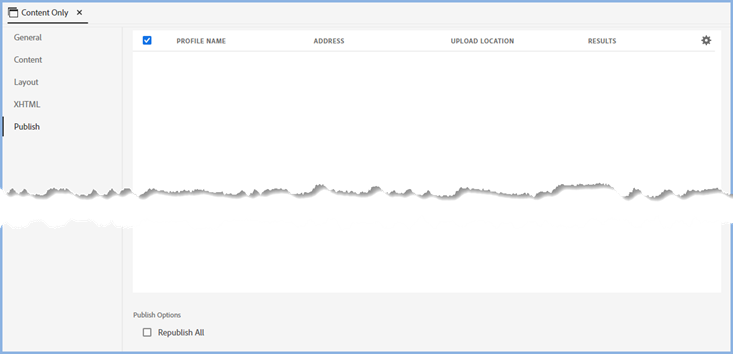 Content Only
General
Content
Layout
XHTML
Publish
PROFILE NAME ADDRESS UPLOAD LOCATION RESULTS
Publish Options
Republish All